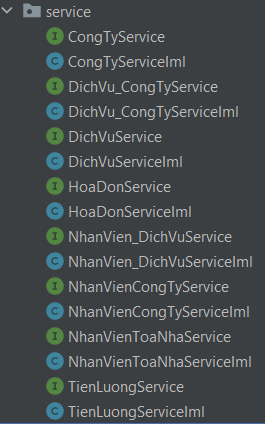 service
I CongTyService
C CongTyServiceIml
I DichVu_CongTyService
C DichVu_CongTyServiceIml
I DichVuService
C DichVuServiceIml
I HoaDonService
C HoaDonServiceIml
I NhanVien_DichVuService
C NhanVien_DichVuServiceIml
I NhanVienCongTyService
C NhanVienCongTyServiceIml
I NhanVienToaNhaService
C NhanVienToaNhaServiceIml
I TienLuongService
C TienLuongServiceIml